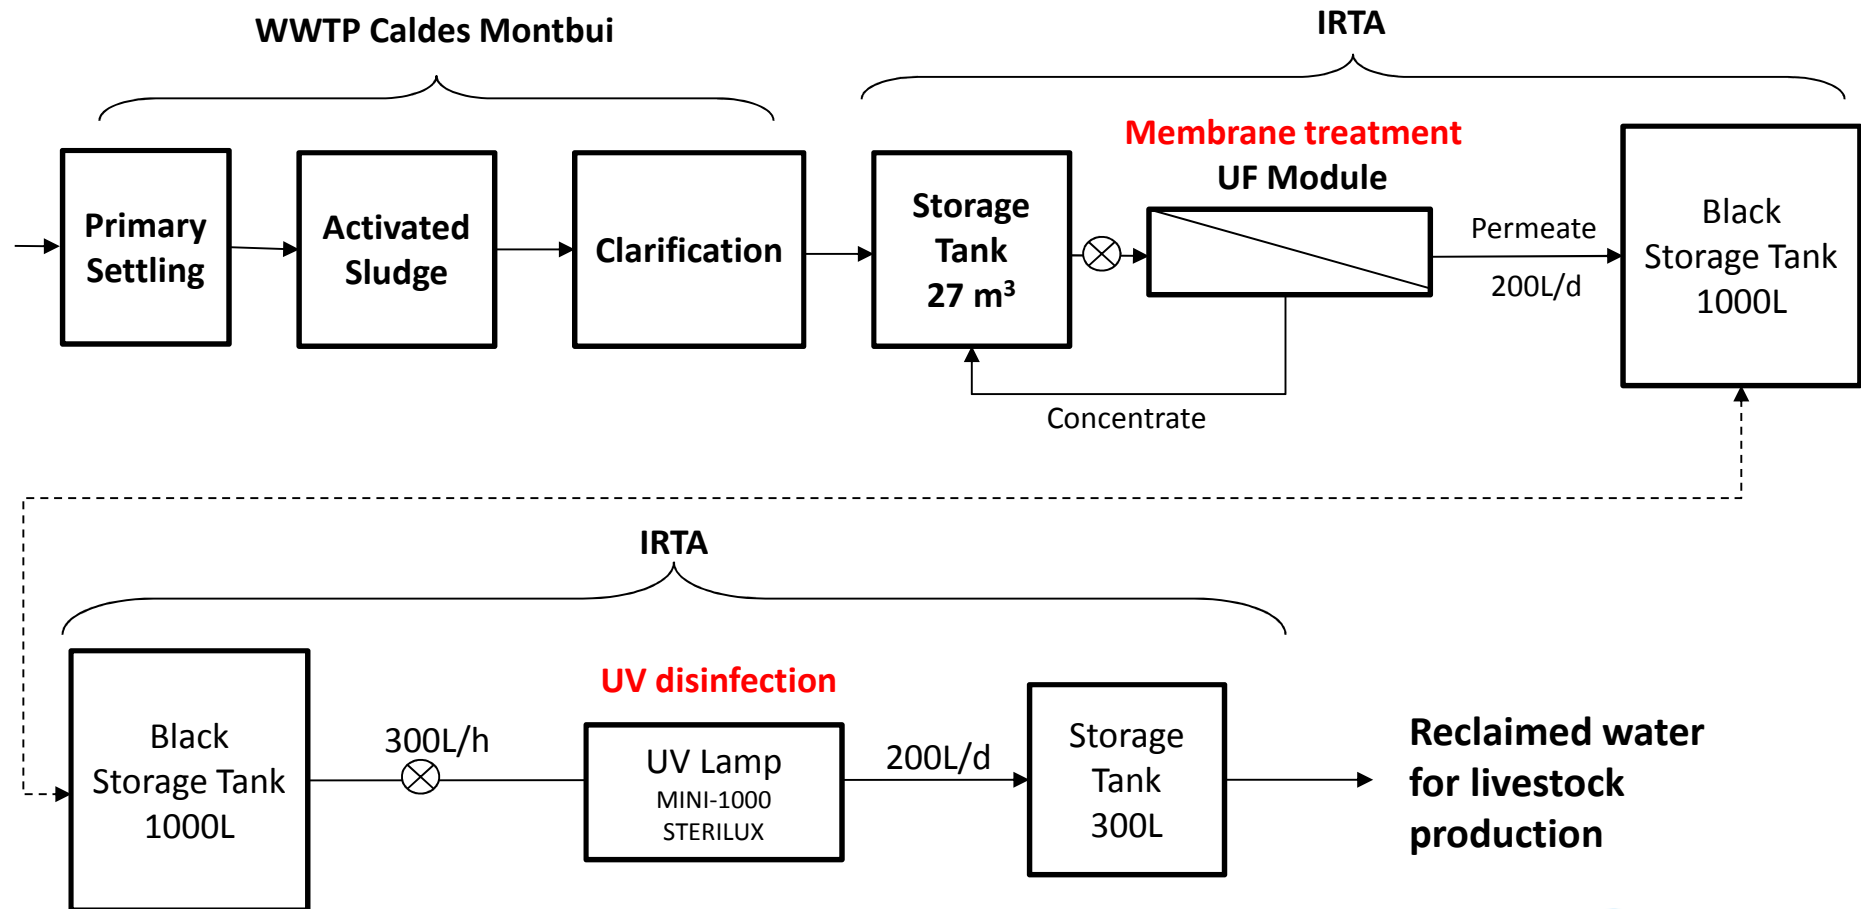 WWTP Caldes Montbui
IRTA
Primary
Settling
Activated
Sludge
Clarification
Storage
Tank
27 m³
Membrane treatment
UF Module
Permeate
200L/d
Black
Storage Tank
1000L
Concentrate
IRTA
Black
Storage Tank
1000L
300L/h
UV disinfection
UV Lamp
MINI-1000
STERILUX
200L/d
Storage
Tank
300L
Reclaimed water
for livestock
production